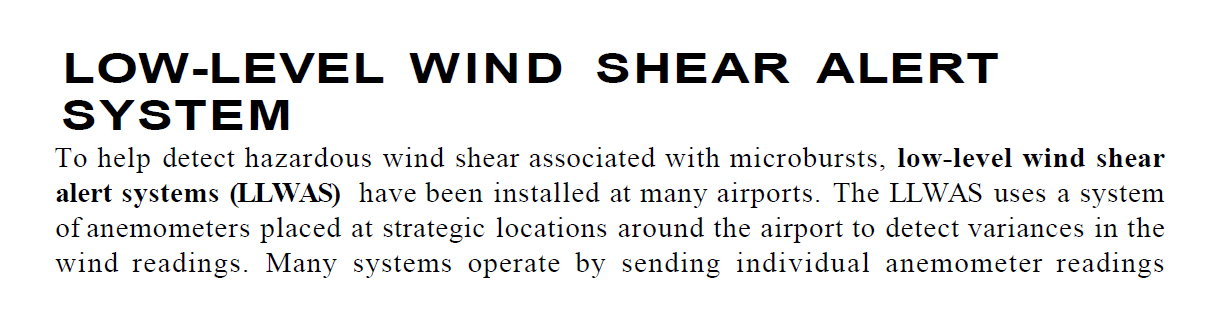 LOW-LEVEL WIND SHEAR ALERT
SYSTEM
To help detect hazardous wind shear associated with microbursts, low-level wind shear
alert systems (LLWAS) have been installed at many airports. The LLWAS uses a system
of anemometers placed at strategic locations around the airport to detect variances in the
wind readings. Many systems operate by sending individual anemometer readings